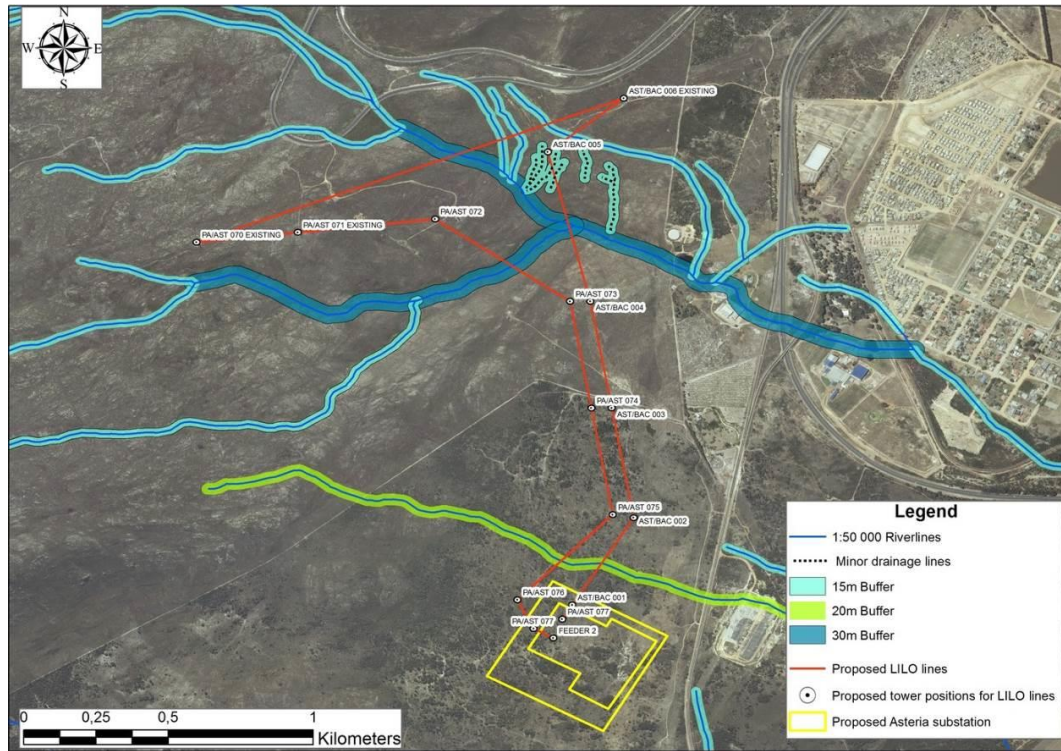 N
W E
S
AST/BAC 006 EXISTING
AST/BAC 005
PA/AST 072
PA/AST 071 EXISTING
PA/AST 070 EXISTING
PA/AST 073
AST/BAC 004
PA/AST 074
AST/BAC 003
PA/AST 075
AST/BAC 002
PA/AST 076
AST/BAC 001
PA/AST 077
PA/AST 077
FEEDER 2
Legend
1:50 000 Riverlines
Minor drainage lines
15m Buffer
20m Buffer
30m Buffer
Proposed LILO lines
Proposed tower positions for LILO lines
Proposed Asteria substation
0 0,25 0,5 1
Kilometers